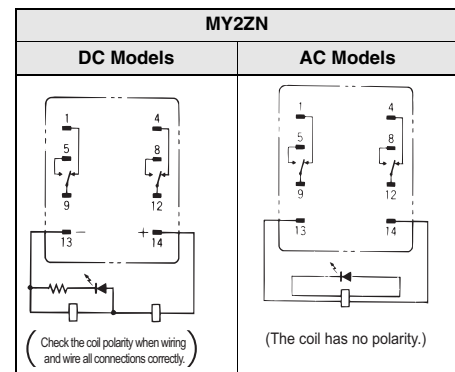 MY2ZN
DC Models
AC Models
1 4
5 8
9 12
13 − + 14
Check the coil polarity when wiring
and wire all connections correctly.
1 4
5 8
9 12
13 14
(The coil has no polarity.)